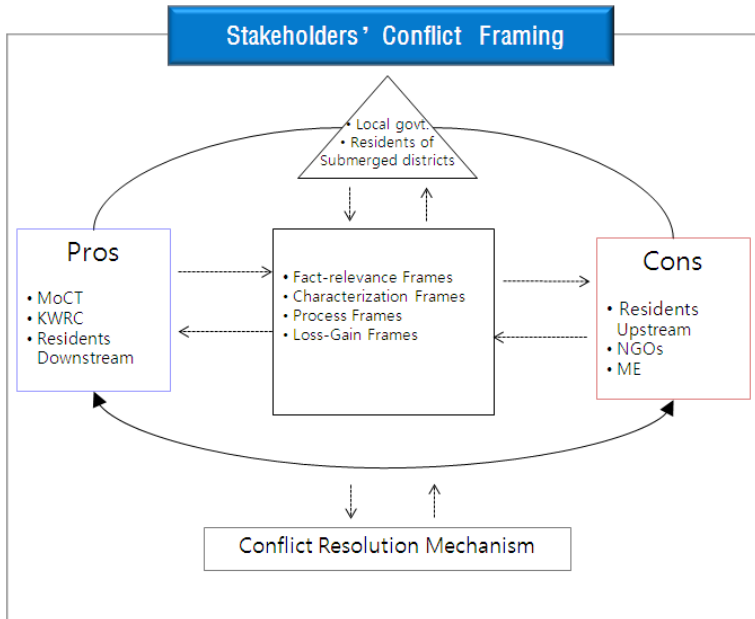 Stakeholders' Conflict Framing
• Local govt.
• Residents of
Submerged districts
Pros
• MoCT
• KWRC
• Residents
Downstream
• Fact-relevance Frames
• Characterization Frames
• Process Frames
• Loss-Gain Frames
Cons
• Residents
Upstream
• NGOs
• ME
Conflict Resolution Mechanism